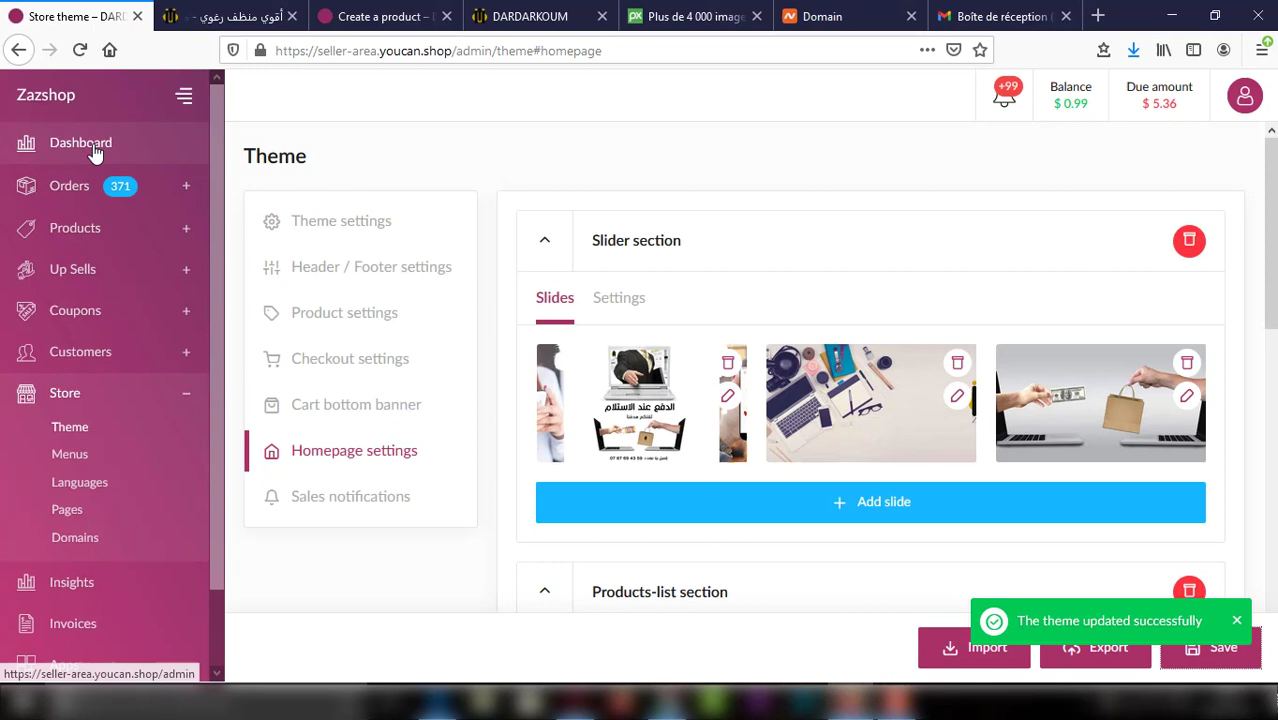 Store theme – DARD
أقوي منظف رغوي -
Create a product –
DARDARKOUM
Plus de 4 000 imag
Domain
Boîte de réception (
https://seller-area.youcan.shop/admin/theme#homepage
Zazshop
+99
Balance
$ 0.99
Due amount
$ 5.36
Dashboard
Orders 371 +
Products +
Up Sells +
Coupons +
Customers +
Store −
Theme
Menus
Languages
Pages
Domains
Insights
Invoices
Apps
https://seller-area.youcan.shop/admin
Theme
Theme settings
Header / Footer settings
Product settings
Checkout settings
Cart bottom banner
Homepage settings
Sales notifications
Slider section
Slides Settings
الدفع عند الاستلام
+ Add slide
Products-list section
The theme updated successfully
Import Export Save